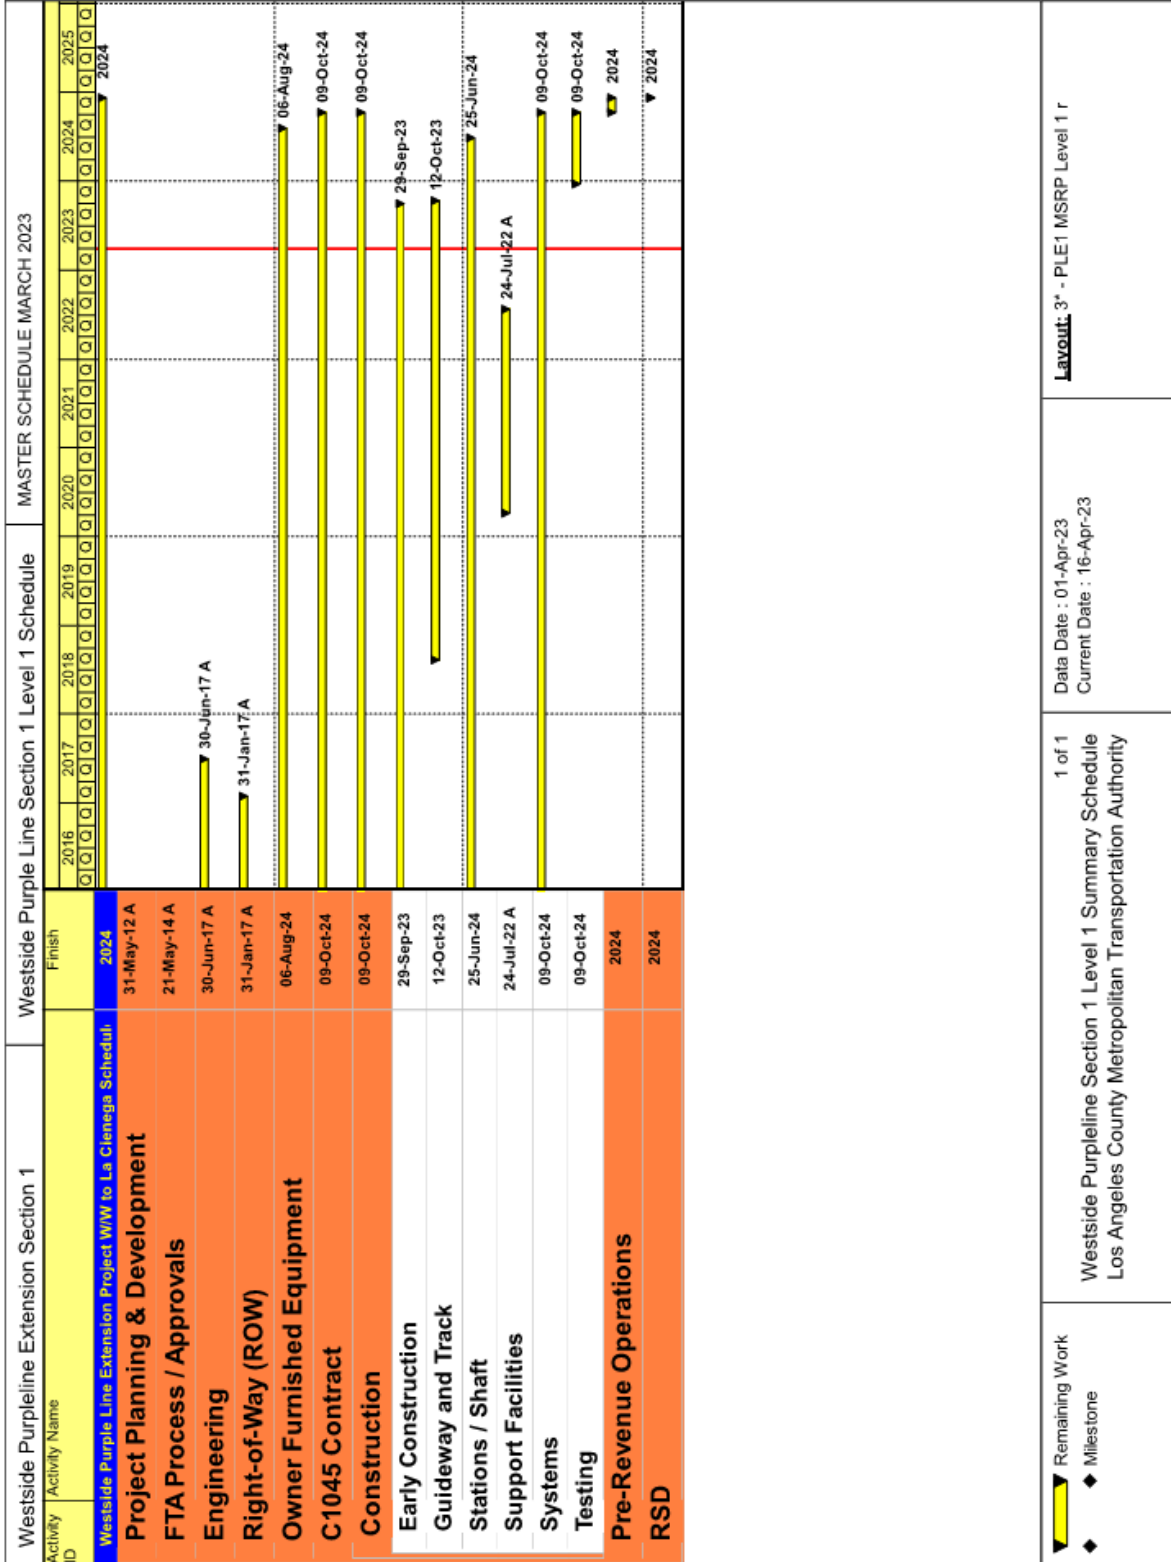 Westside Purpleline Extension Section 1
Westside Purple Line Section 1 Level 1 Schedule
MASTER SCHEDULE MARCH 2023
Activity ID
Activity Name
Finish
2016 2017 2018 2019 2020 2021 2022 2023 2024 2025
Q Q Q Q Q Q Q Q Q Q Q Q Q Q Q Q Q Q Q Q Q Q Q Q Q Q Q Q Q Q Q Q Q Q Q Q Q Q Q Q
Westside Purple Line Extension Project W/W to La Cienega Schedul 2024 2024
Project Planning & Development 31-May-12 A
FTA Process / Approvals 21-May-14 A
Engineering 30-Jun-17 A 30-Jun-17 A
Right-of-Way (ROW) 31-Jan-17 A 31-Jan-17 A
Owner Furnished Equipment 06-Aug-24 06-Aug-24
C1045 Contract 09-Oct-24 09-Oct-24
Construction 09-Oct-24 09-Oct-24
Early Construction 29-Sep-23 29-Sep-23
Guideway and Track 12-Oct-23 12-Oct-23
Stations / Shaft 25-Jun-24 25-Jun-24
Support Facilities 24-Jul-22 A 24-Jul-22 A
Systems 09-Oct-24 09-Oct-24
Testing 09-Oct-24 09-Oct-24
Pre-Revenue Operations 2024 2024
RSD 2024 2024
Remaining Work
Milestone
1 of 1
Westside Purpleline Section 1 Level 1 Summary Schedule
Los Angeles County Metropolitan Transportation Authority
Data Date : 01-Apr-23
Current Date : 16-Apr-23
Layout: 3* - PLE1 MSRP Level 1 r